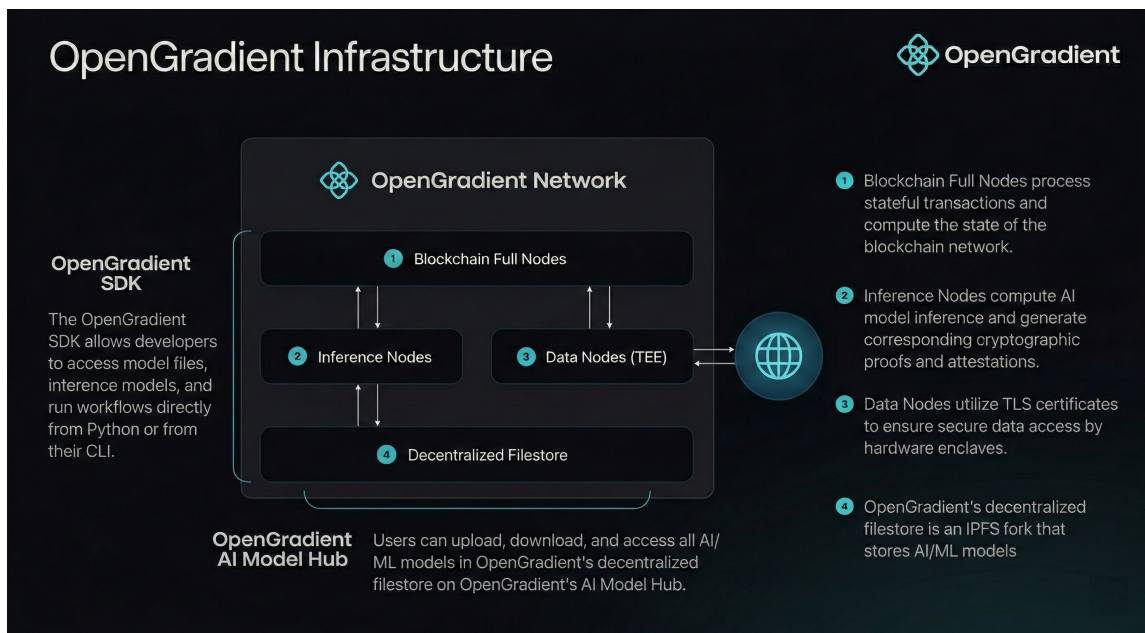 OpenGradient Infrastructure
OpenGradient
OpenGradient Network
1 Blockchain Full Nodes
2 Inference Nodes
3 Data Nodes (TEE)
4 Decentralized Filestore
OpenGradient
SDK
The OpenGradient
SDK allows developers
to access model files,
inference models, and
run workflows directly
from Python or from
their CLI.
OpenGradient
AI Model Hub
Users can upload, download, and access all AI/
ML models in OpenGradient's decentralized
filestore on OpenGradient's AI Model Hub.
1 Blockchain Full Nodes process
stateful transactions and
compute the state of the
blockchain network.
2 Inference Nodes compute AI
model inference and generate
corresponding cryptographic
proofs and attestations.
3 Data Nodes utilize TLS certificates
to ensure secure data access by
hardware enclaves.
4 OpenGradient's decentralized
filestore is an IPFS fork that
stores AI/ML models